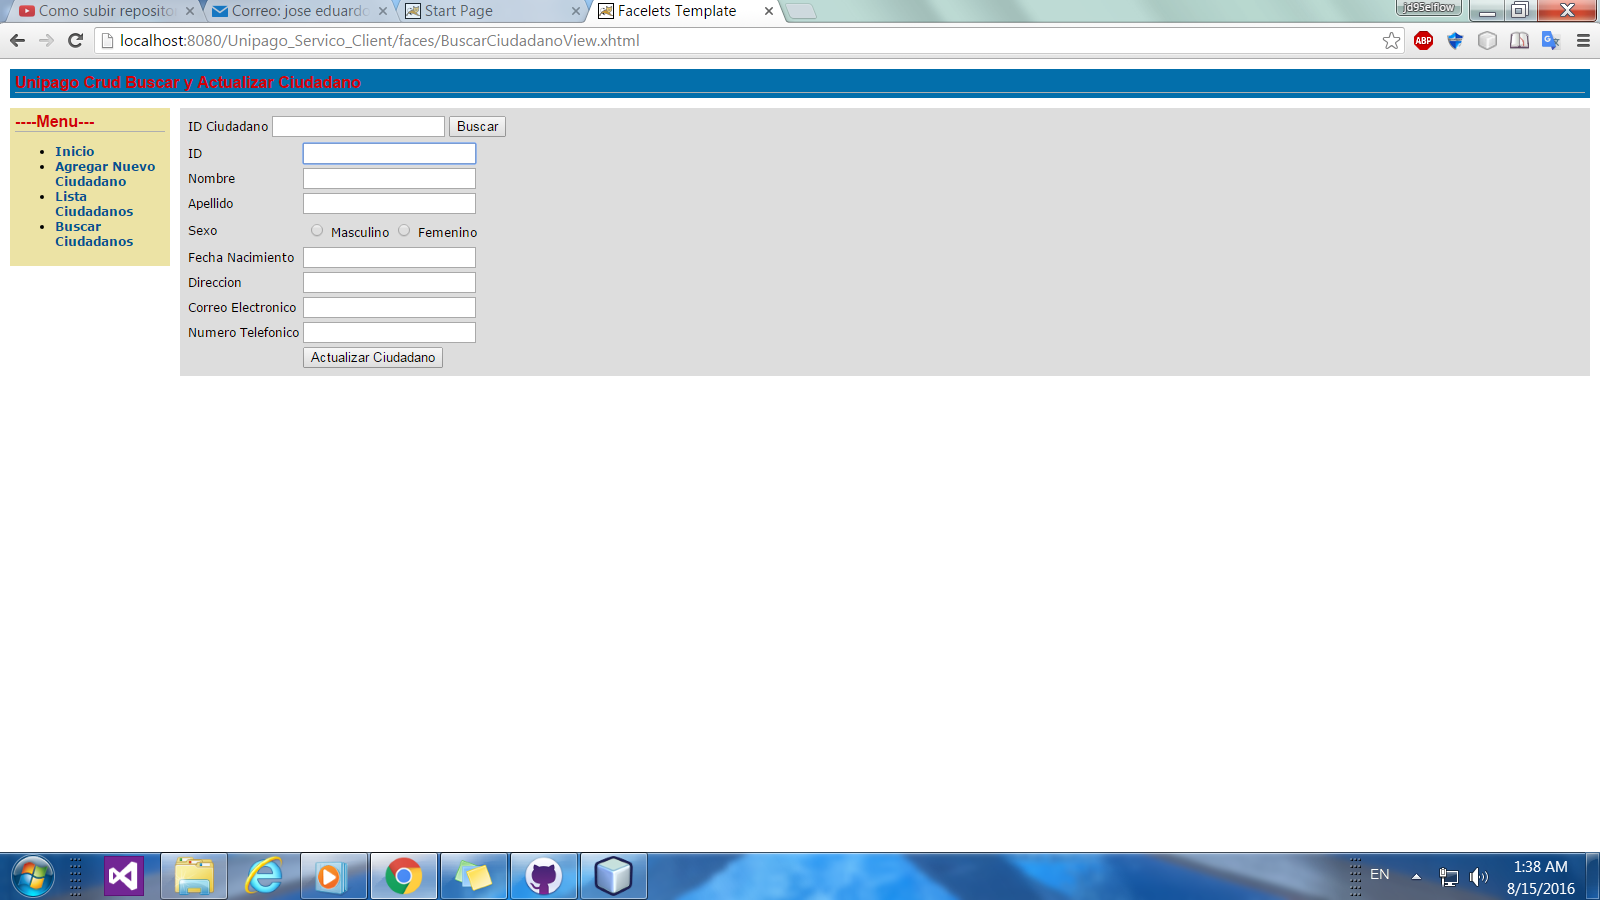 Como subir reposito
Correo: jose eduardo
Start Page
Facelets Template
jd95elflow
localhost:8080/Unipago_Servico_Client/faces/BuscarCiudadanoView.xhtml
ABP
Unipago Crud Buscar y Actualizar Ciudadano
----Menu---
Inicio
Agregar Nuevo
Ciudadano
Lista
Ciudadanos
Buscar
Ciudadanos
ID Ciudadano
Buscar
ID
Nombre
Apellido
Sexo
Masculino
Femenino
Fecha Nacimiento
Direccion
Correo Electronico
Numero Telefonico
Actualizar Ciudadano
EN
1:38 AM
8/15/2016